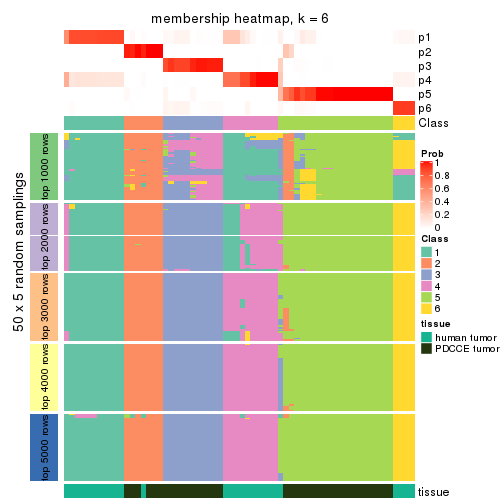 membership heatmap, k = 6
p1
p2
p3
p4
p5
p6
Class
50 x 5 random samplings
top 1000 rows
top 2000 rows
top 3000 rows
top 4000 rows
top 5000 rows
Prob
1
0.8
0.6
0.4
0.2
0
Class
1
2
3
4
5
6
tissue
human tumor
PDCCE tumor
tissue